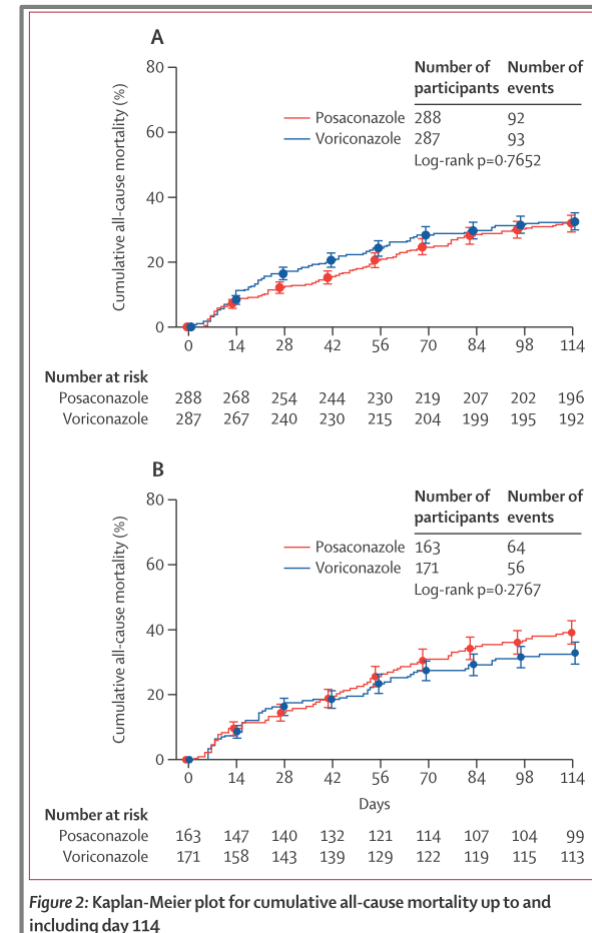 A
Number of Number of
participants events
Posaconazole 288 92
Voriconazole 287 93
Log-rank p=0·7652
Cumulative all-cause mortality (%)
80
60
40
20
0
0 14 28 42 56 70 84 98 114
Number at risk
Posaconazole 288 268 254 244 230 219 207 202 196
Voriconazole 287 267 240 230 215 204 199 195 192
B
Number of Number of
participants events
Posaconazole 163 64
Voriconazole 171 56
Log-rank p=0·2767
Cumulative all-cause mortality (%)
80
60
40
20
0
0 14 28 42 56 70 84 98 114
Days
Number at risk
Posaconazole 163 147 140 132 121 114 107 104 99
Voriconazole 171 158 143 139 129 122 119 115 113
Figure 2: Kaplan-Meier plot for cumulative all-cause mortality up to and
including day 114